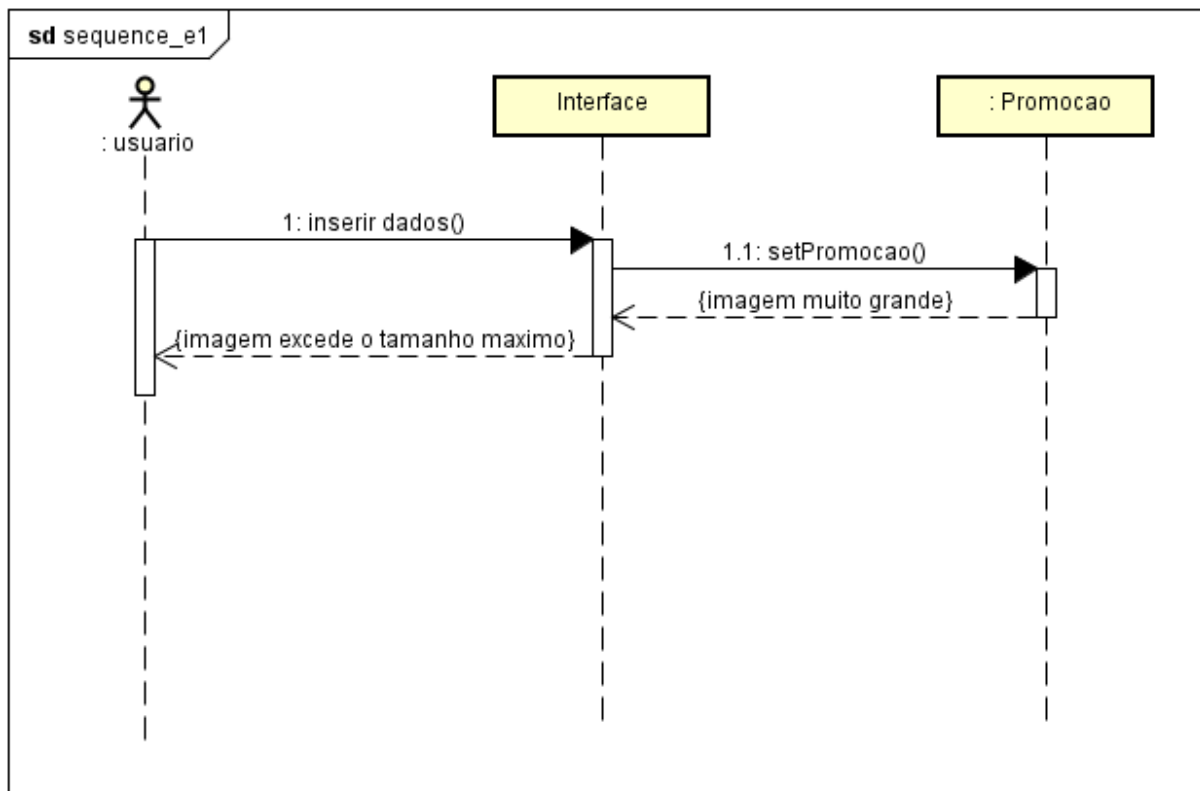 sd sequence_e1
: usuario
Interface
: Promocao
1: inserir dados()
1.1: setPromocao()
{imagem muito grande}
{imagem excede o tamanho maximo}